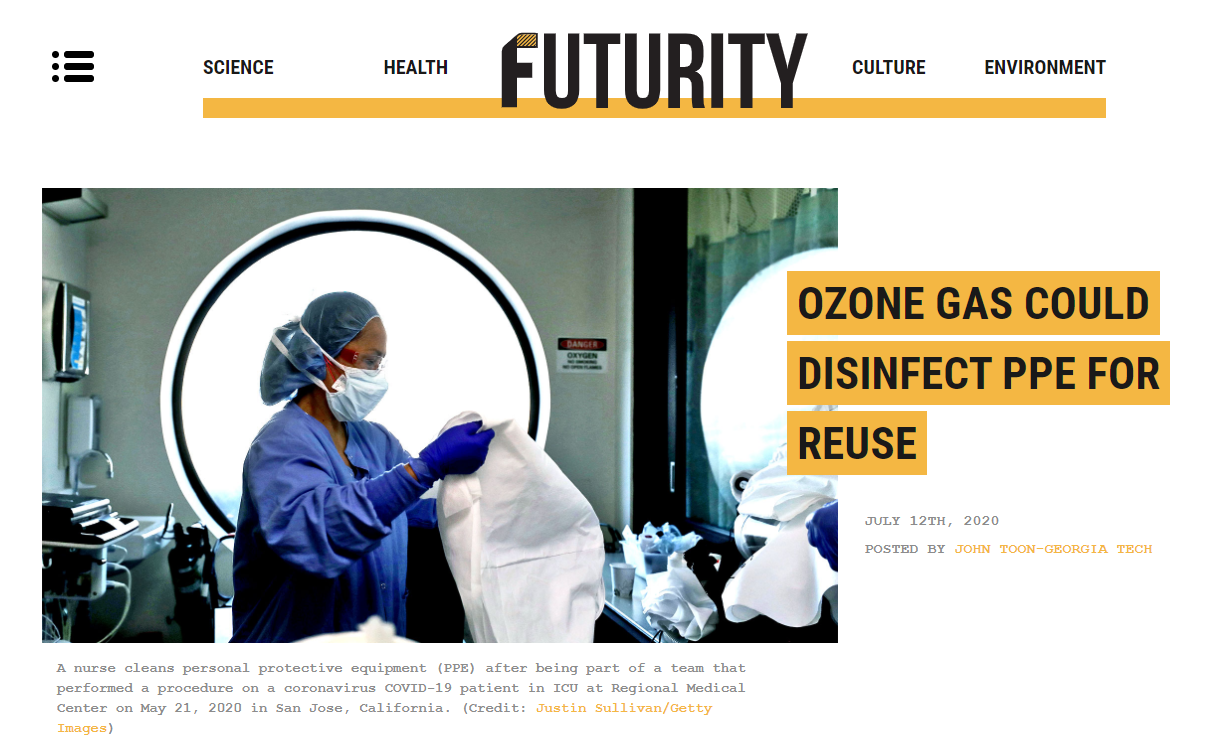 SCIENCE
HEALTH
FUTURITY
CULTURE
ENVIRONMENT
DANGER
OXYGEN
NO SMOKING
NO OPEN FLAMES
OZONE GAS COULD
DISINFECT PPE FOR
REUSE
JULY 12TH, 2020
POSTED BY JOHN TOON-GEORGIA TECH
A nurse cleans personal protective equipment (PPE) after being part of a team that
performed a procedure on a coronavirus COVID-19 patient in ICU at Regional Medical
Center on May 21, 2020 in San Jose, California. (Credit: Justin Sullivan/Getty
Images)